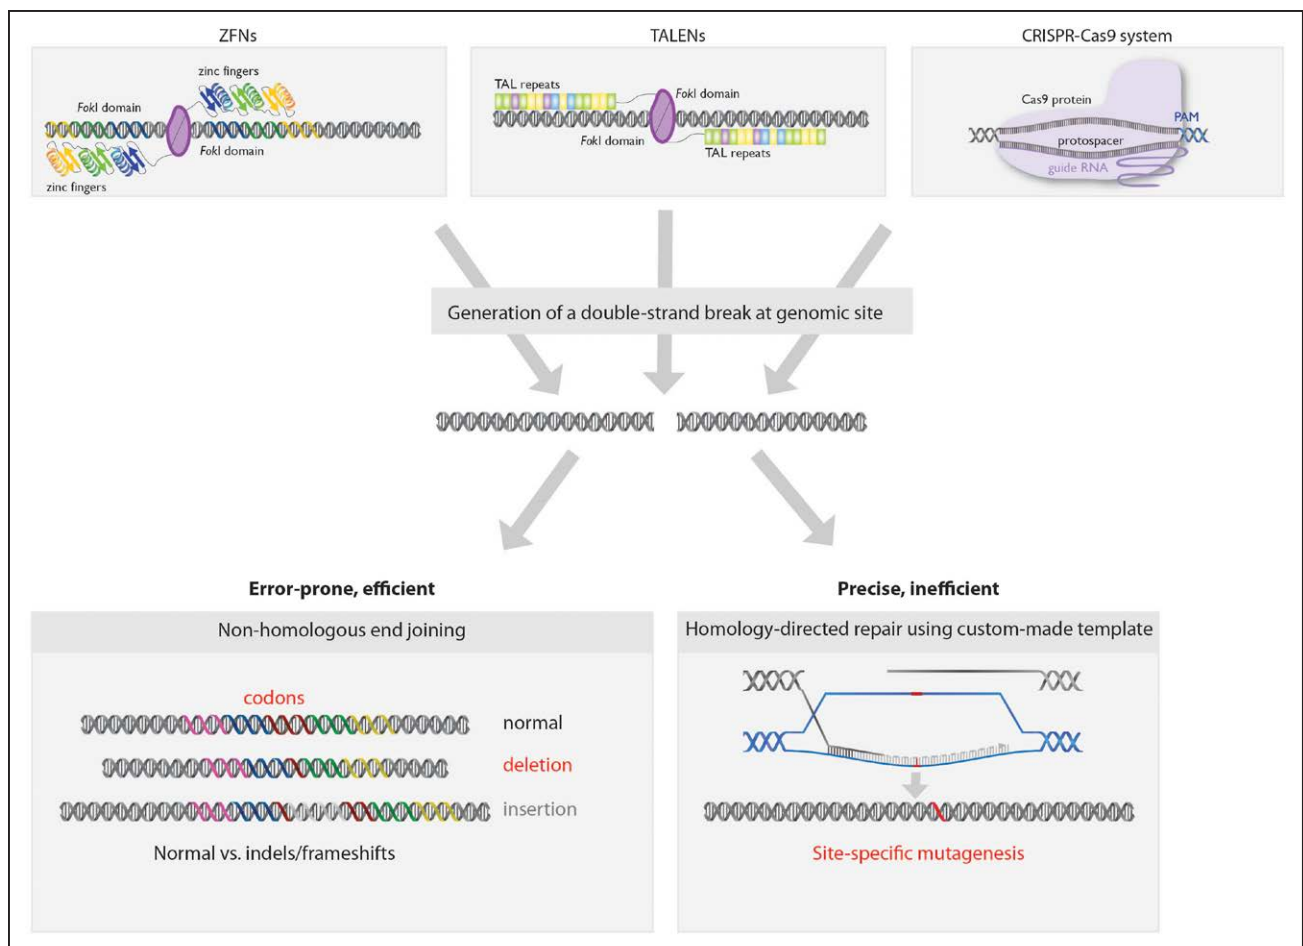 ZFNs
zinc fingers
FokI domain
FokI domain
zinc fingers
TALENs
TAL repeats
FokI domain
FokI domain
TAL repeats
CRISPR-Cas9 system
Cas9 protein
PAM
protospacer
guide RNA
Generation of a double-strand break at genomic site
Error-prone, efficient
Non-homologous end joining
codons
normal
deletion
insertion
Normal vs. indels/frameshifts
Precise, inefficient
Homology-directed repair using custom-made template
Site-specific mutagenesis